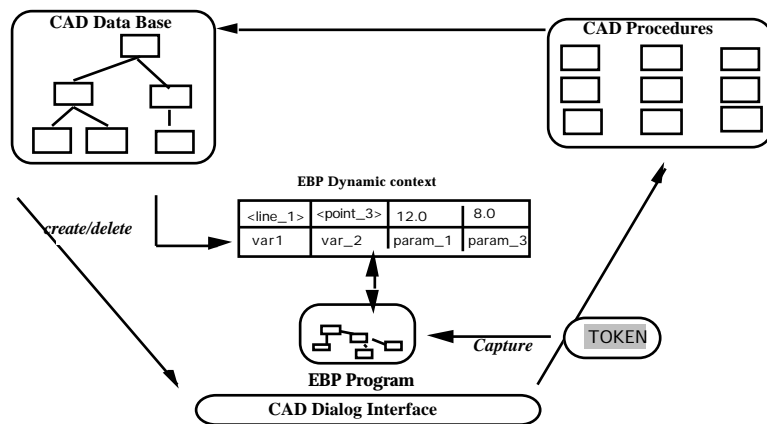 CAD Data Base
CAD Procedures
EBP Dynamic context
<line_1> <point_3> 12.0 8.0
var1 var_2 param_1 param_3
create/delete
TOKEN
Capture
EBP Program
CAD Dialog Interface